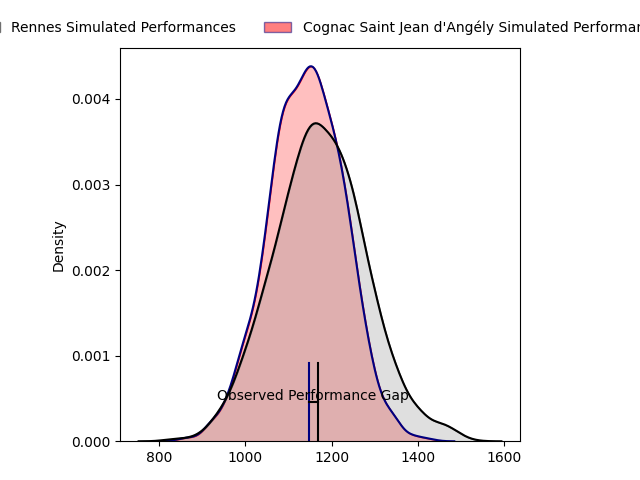 Rennes Simulated Performances
Cognac Saint Jean d'Angély Simulated
Density
0.004
0.003
0.002
0.001
0.000
Observed Performance Gap
800 1000 1200 1400 1600